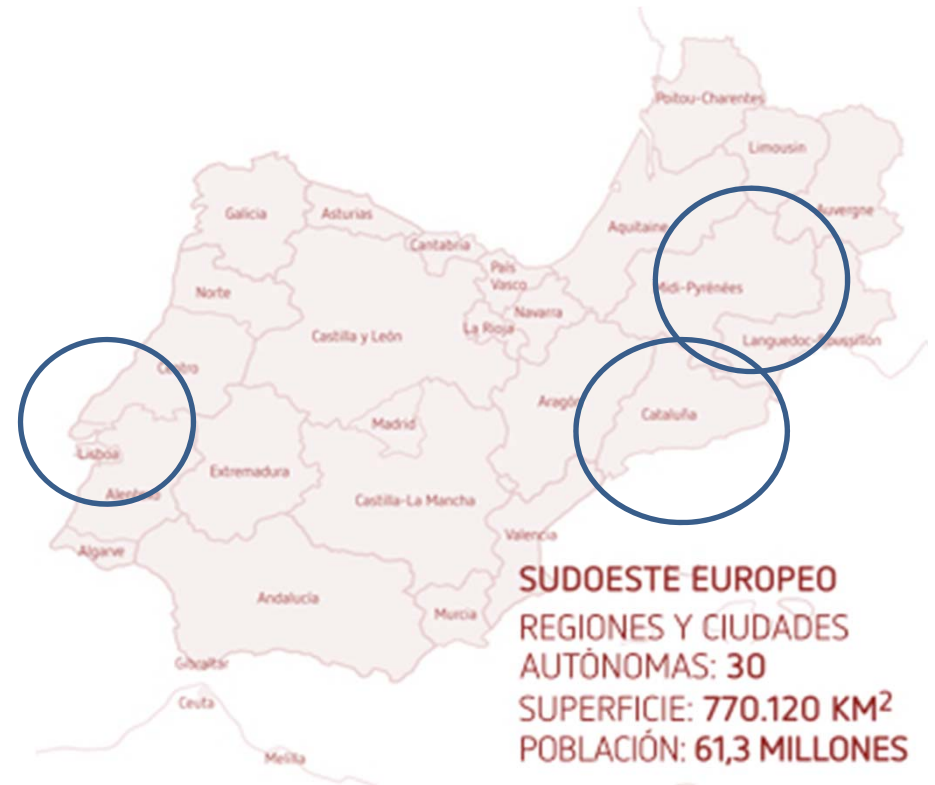 Poitou-Charentes
Limousin
Auvergne
Galicia
Asturias
Aquitaine
Cantabria
País
Vasco
Midi-Pyrénées
Norte
Navarra
La Rioja
Castilla y León
Languedoc-Roussillon
Centro
Aragón
Cataluña
Madrid
Lisboa
Extremadura
Alentejo
Castilla-La Mancha
Valencia
Algarve
Andalucía
Murcia
Gibraltar
Ceuta
Melilla
SUDOESTE EUROPEO
REGIONES Y CIUDADES
AUTÓNOMAS: 30
SUPERFICIE: 770.120 KM²
POBLACIÓN: 61,3 MILLONES